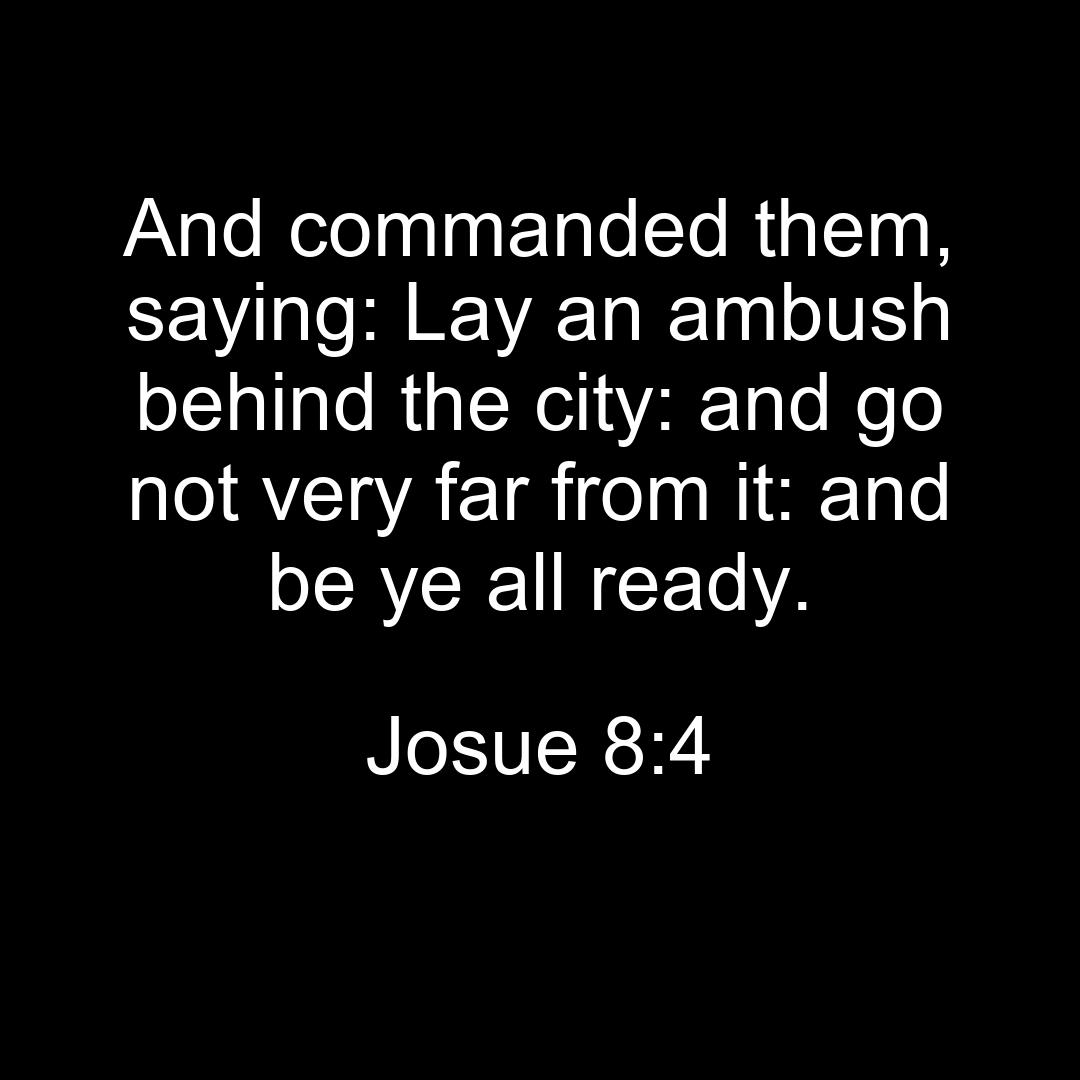 And commanded them,
saying: Lay an ambush
behind the city: and go
not very far from it: and
be ye all ready.
Josue 8:4